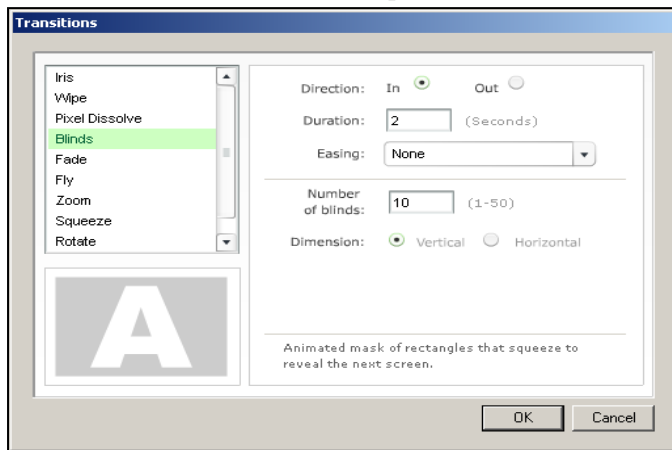 Transitions
Iris
Wipe
Pixel Dissolve
Blinds
Fade
Fly
Zoom
Squeeze
Rotate
A
Direction: In Out
Duration: 2 (Seconds)
Easing: None
Number
of blinds: 10 (1-50)
Dimension: Vertical Horizontal
Animated mask of rectangles that squeeze to
reveal the next screen.
OK Cancel